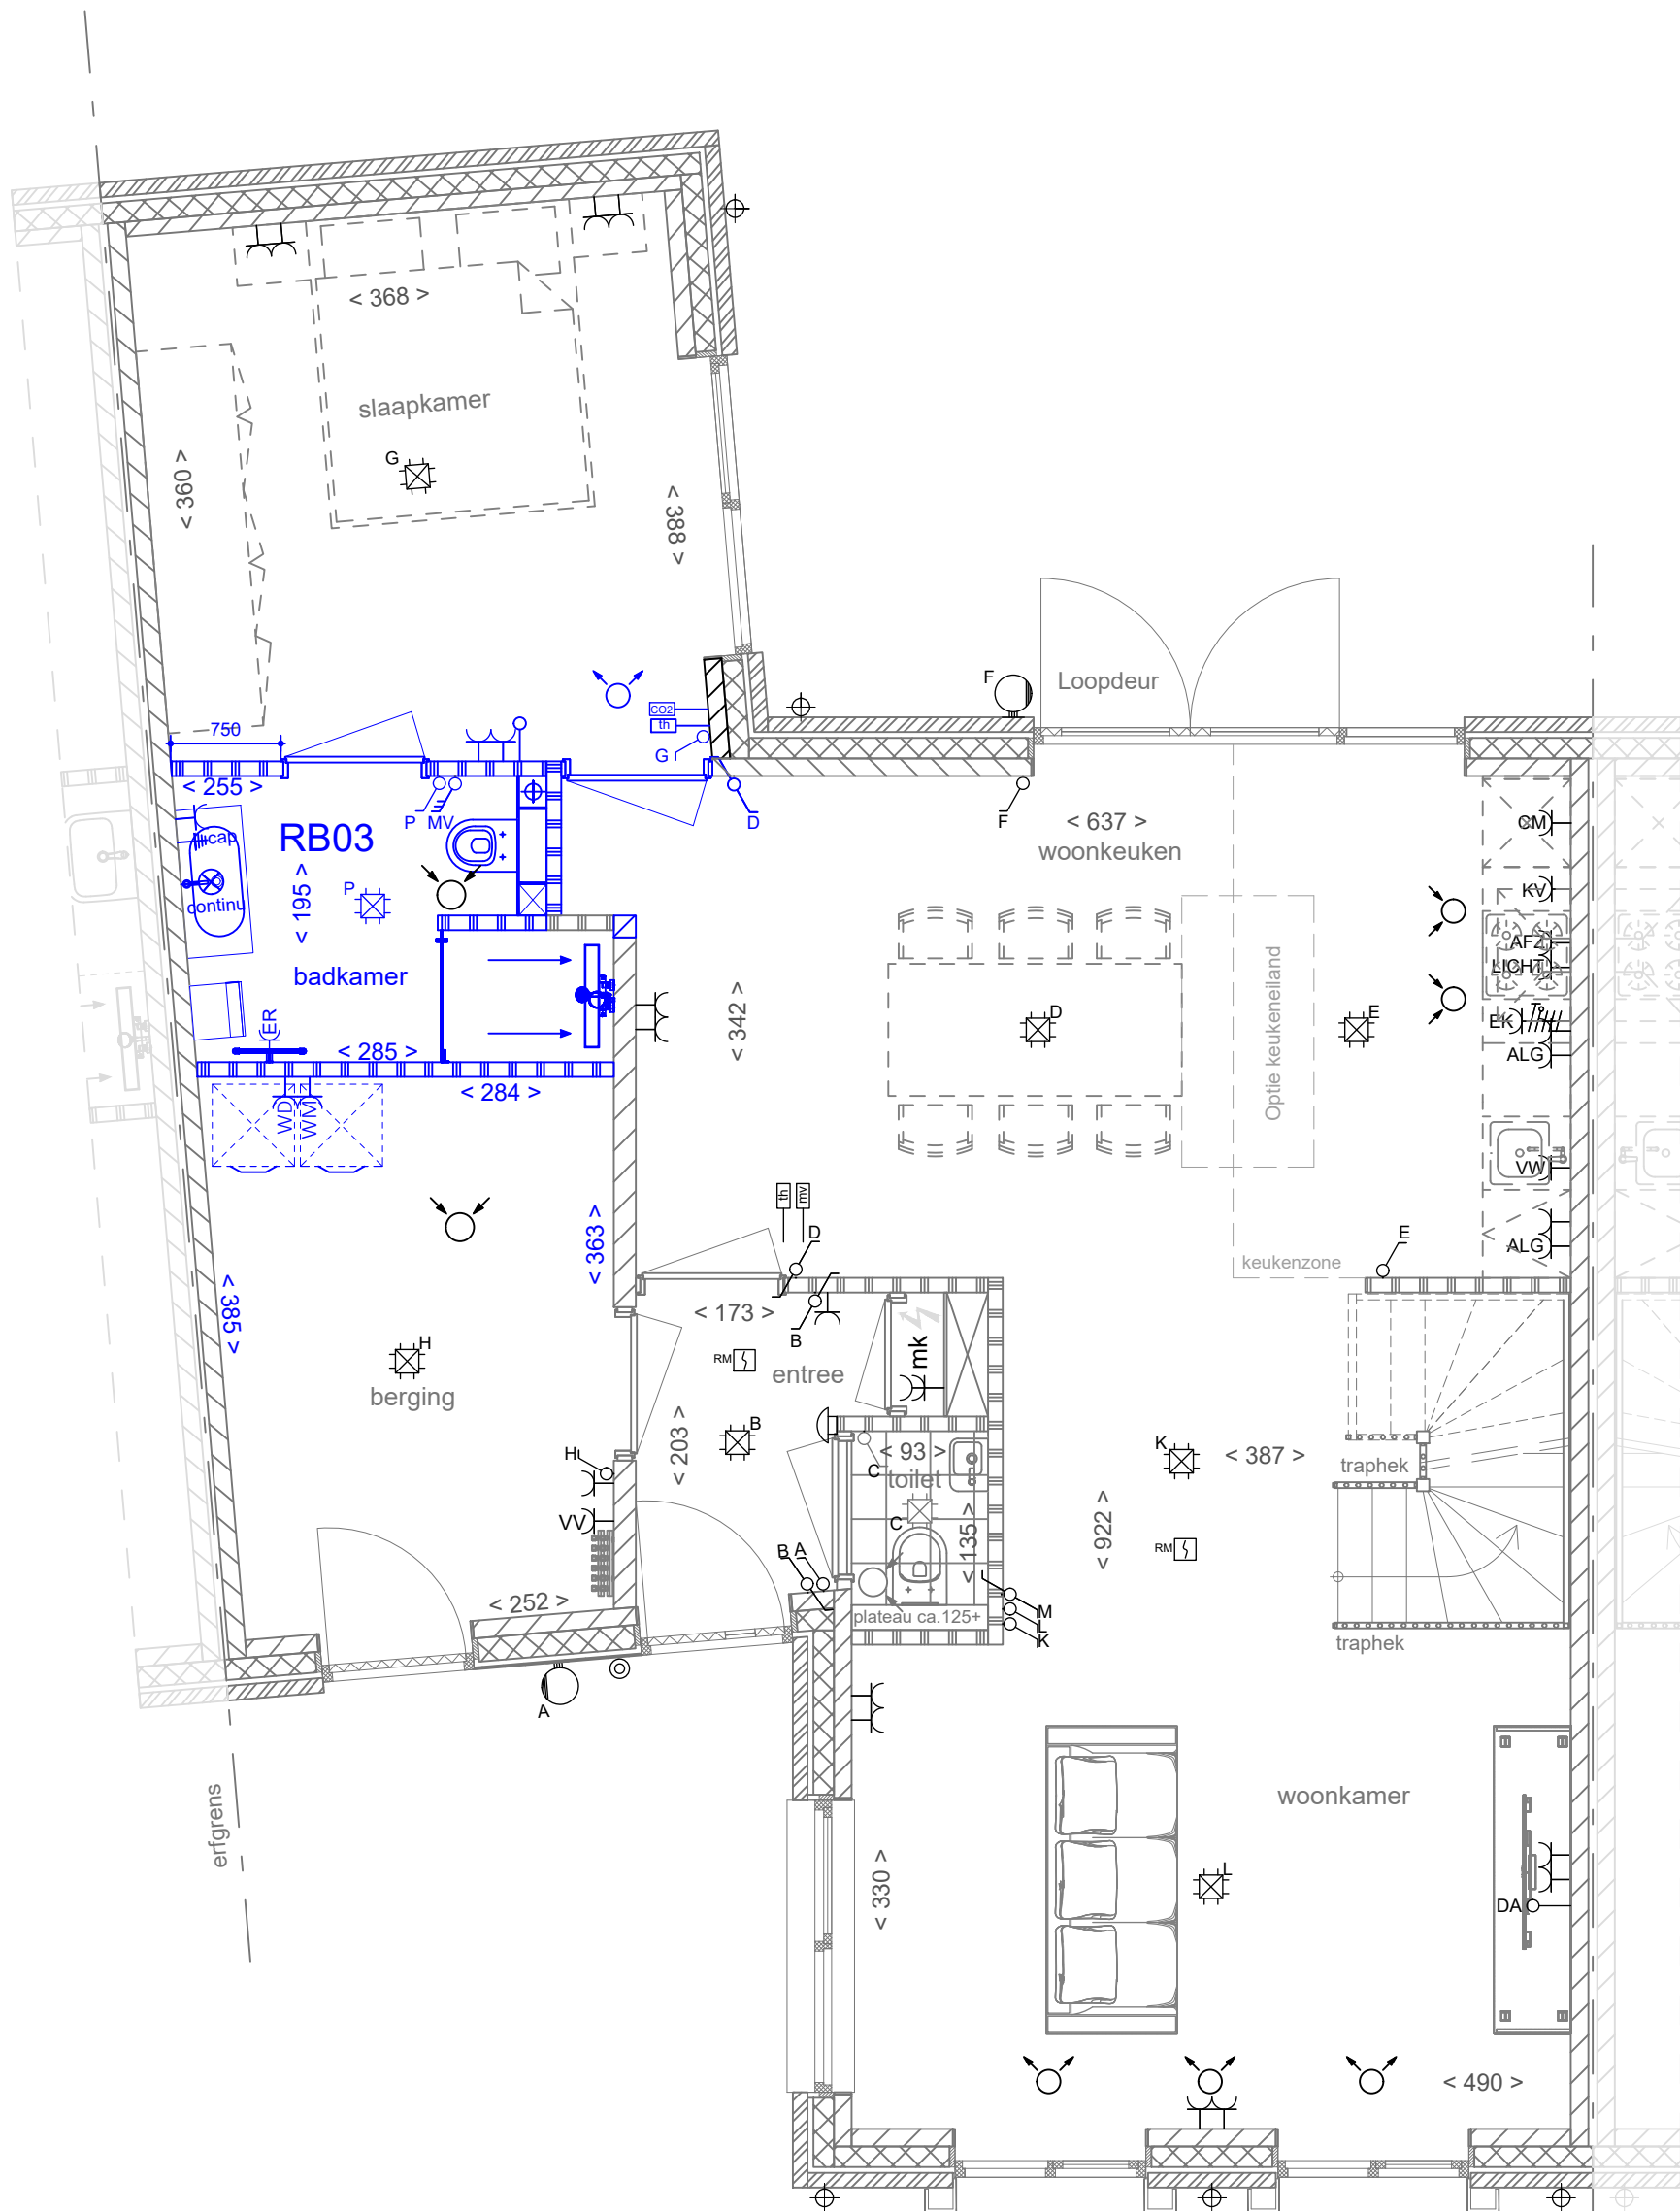 < 368 >
slaapkamer
G
< 360 >
< 388 >
CO2
th
G
F
Loopdeur
750
< 255 >
P
MV
D
F
RB03
cap
continu
P
< 195 >
badkamer
ER
< 285 >
< 284 >
WD
WM
< 637 >
woonkeuken
CM
KV
AFZ
LICHT
EK
ALG
VW
ALG
< 342 >
D
E
Optie keukeneiland
keukenzone
E
th
mv
D
B
< 363 >
< 385 >
< 173 >
RM
entree
mk
H
berging
B
< 203 >
H
VV
< 93 >
C
toilet
C
< 135 >
B
A
plateau ca.125+
M
L
K
K
< 387 >
traphek
< 922 >
RM
traphek
< 252 >
A
erfgrens
woonkamer
L
< 330 >
DA
< 490 >